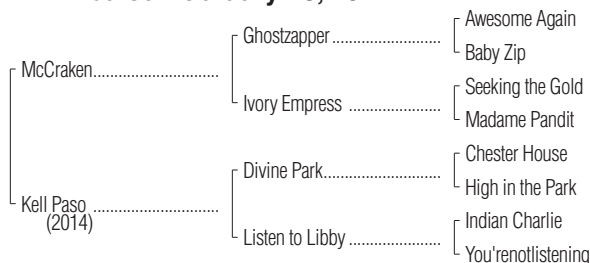 Awesome Again
Ghostzapper
Baby Zip
McCraken
Seeking the Gold
Ivory Empress
Madame Pandit
Chester House
Divine Park
High in the Park
Kell Paso
(2014)
Indian Charlie
Listen to Libby
You'renotlistening